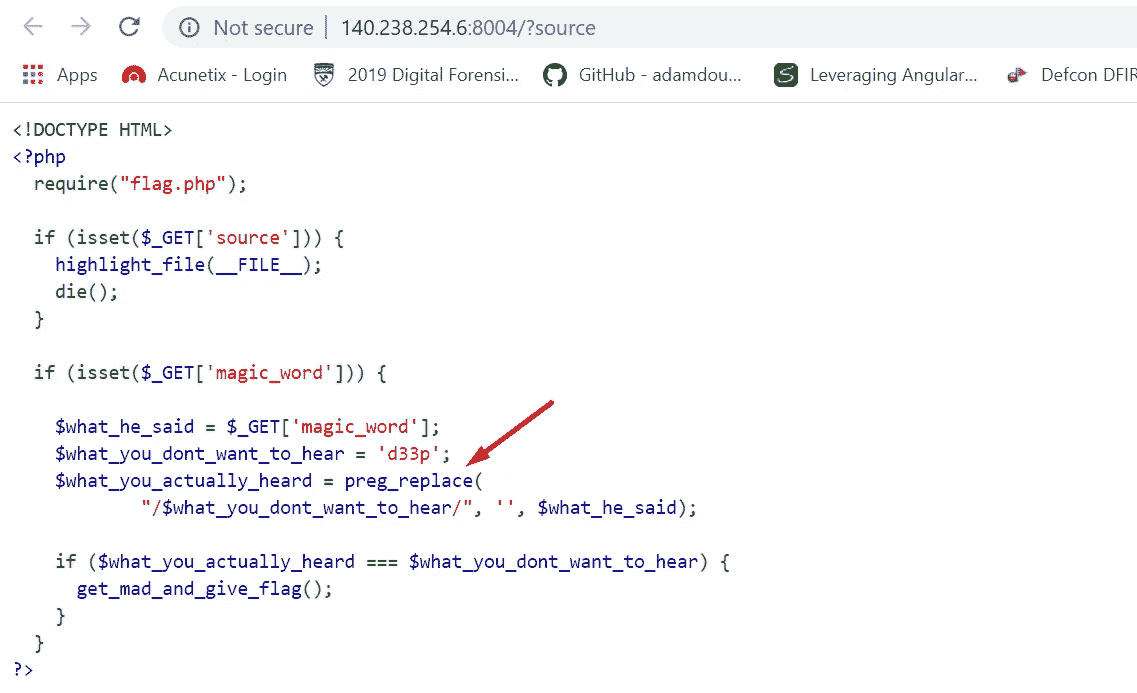 Not secure | 140.238.254.6:8004/?source
Apps Acunetix - Login 2019 Digital Forensi... GitHub - adamdou... Leveraging Angular... Defcon DFIR
<!DOCTYPE HTML>
<?php
  require("flag.php");
  if (isset($_GET['source'])) {
    highlight_file(__FILE__);
    die();
  }
  if (isset($_GET['magic_word'])) {
    $what_he_said = $_GET['magic_word'];
    $what_you_dont_want_to_hear = 'd33p';
    $what_you_actually_heard = preg_replace(
            "/$what_you_dont_want_to_hear/", '', $what_he_said);
    if ($what_you_actually_heard === $what_you_dont_want_to_hear) {
      get_mad_and_give_flag();
    }
  }
?>